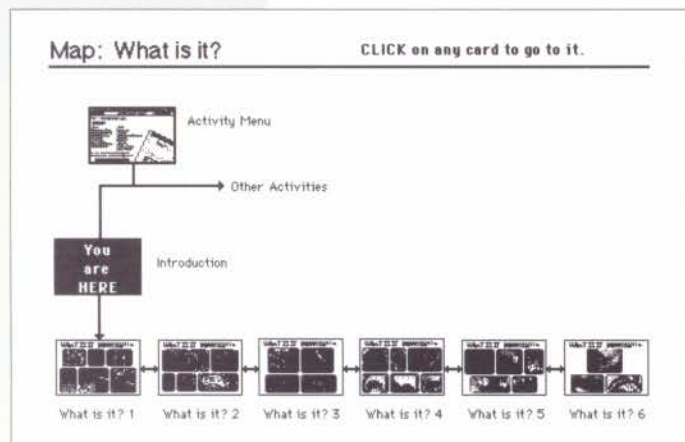 Map: What is it?
CLICK on any card to go to it.
Activity Menu
Other Activities
You
are
HERE
Introduction
What is it? 1
What is it? 2
What is it? 3
What is it? 4
What is it? 5
What is it? 6